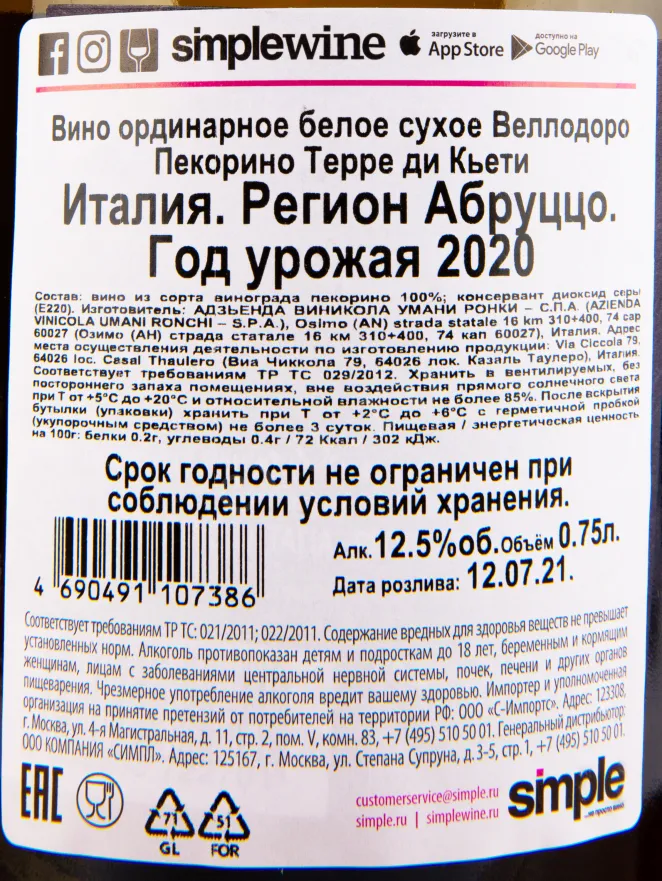 simplewine загрузите в App Store доступно на Google Play
Вино ординарное белое сухое Веллодоро
Пекорино Терре ди Кьети
Италия. Регион Абруццо.
Год урожая 2020
Состав: вино из сорта винограда пекорино 100%; консервант диоксид серы
(E220). Изготовитель: АДЗЬЕНДА ВИНИКОЛА УМАНИ РОНКИ – С.П.А. (AZIENDA
VINICOLA UMANI RONCHI – S.P.A.), Osimo (AN) strada statale 16 km 310+400, 74 cap
60027 (Озимо (АН) страда статале 16 км 310+400, 74 кап 60027), Италия. Адрес
места осуществления деятельности по изготовлению продукции: Via Ciccola 79,
64026 loc. Casal Thaulero (Виа Чиккола 79, 64026 лок. Казаль Таулеро), Италия.
Соответствует требованиям ТР ТС 029/2012. Хранить в вентилируемых, без
постороннего запаха помещениях, вне воздействия прямого солнечного света
при Т от +5°С до +20°С и относительной влажности не более 85%. После вскрытия
бутылки (упаковки) хранить при Т от +2°С до +6°С с герметичной пробкой
(укупорочным средством) не более 3 суток. Пищевая / энергетическая ценность
на 100г: белки 0.2г, углеводы 0.4г / 72 Ккал / 302 кДж.
Срок годности не ограничен при
соблюдении условий хранения.
Алк. 12.5%об. Объём 0.75л.
Дата розлива: 12.07.21.
4 690491 107386
Соответствует требованиям ТР ТС: 021/2011; 022/2011. Содержание вредных для здоровья веществ не превышает
установленных норм. Алкоголь противопоказан детям и подросткам до 18 лет, беременным и кормящим
женщинам, лицам с заболеваниями центральной нервной системы, почек, печени и других органов
пищеварения. Чрезмерное употребление алкоголя вредит вашему здоровью. Импортер и уполномоченная
организация на принятие претензий от потребителей на территории РФ: ООО «С-Импортс». Адрес: 123308,
г. Москва, ул. 4-я Магистральная, д. 11, стр. 2, пом. V, комн. 83, +7 (495) 510 50 01. Генеральный дистрибьютор:
ООО КОМПАНИЯ «СИМПЛ». Адрес: 125167, г. Москва, ул. Степана Супруна, д. 3-5, стр. 1, +7 (495) 510 50 01.
EAC
71
GL
51
FOR
customerservice@simple.ru
simple.ru | simplewine.ru
simple
...не просто вино